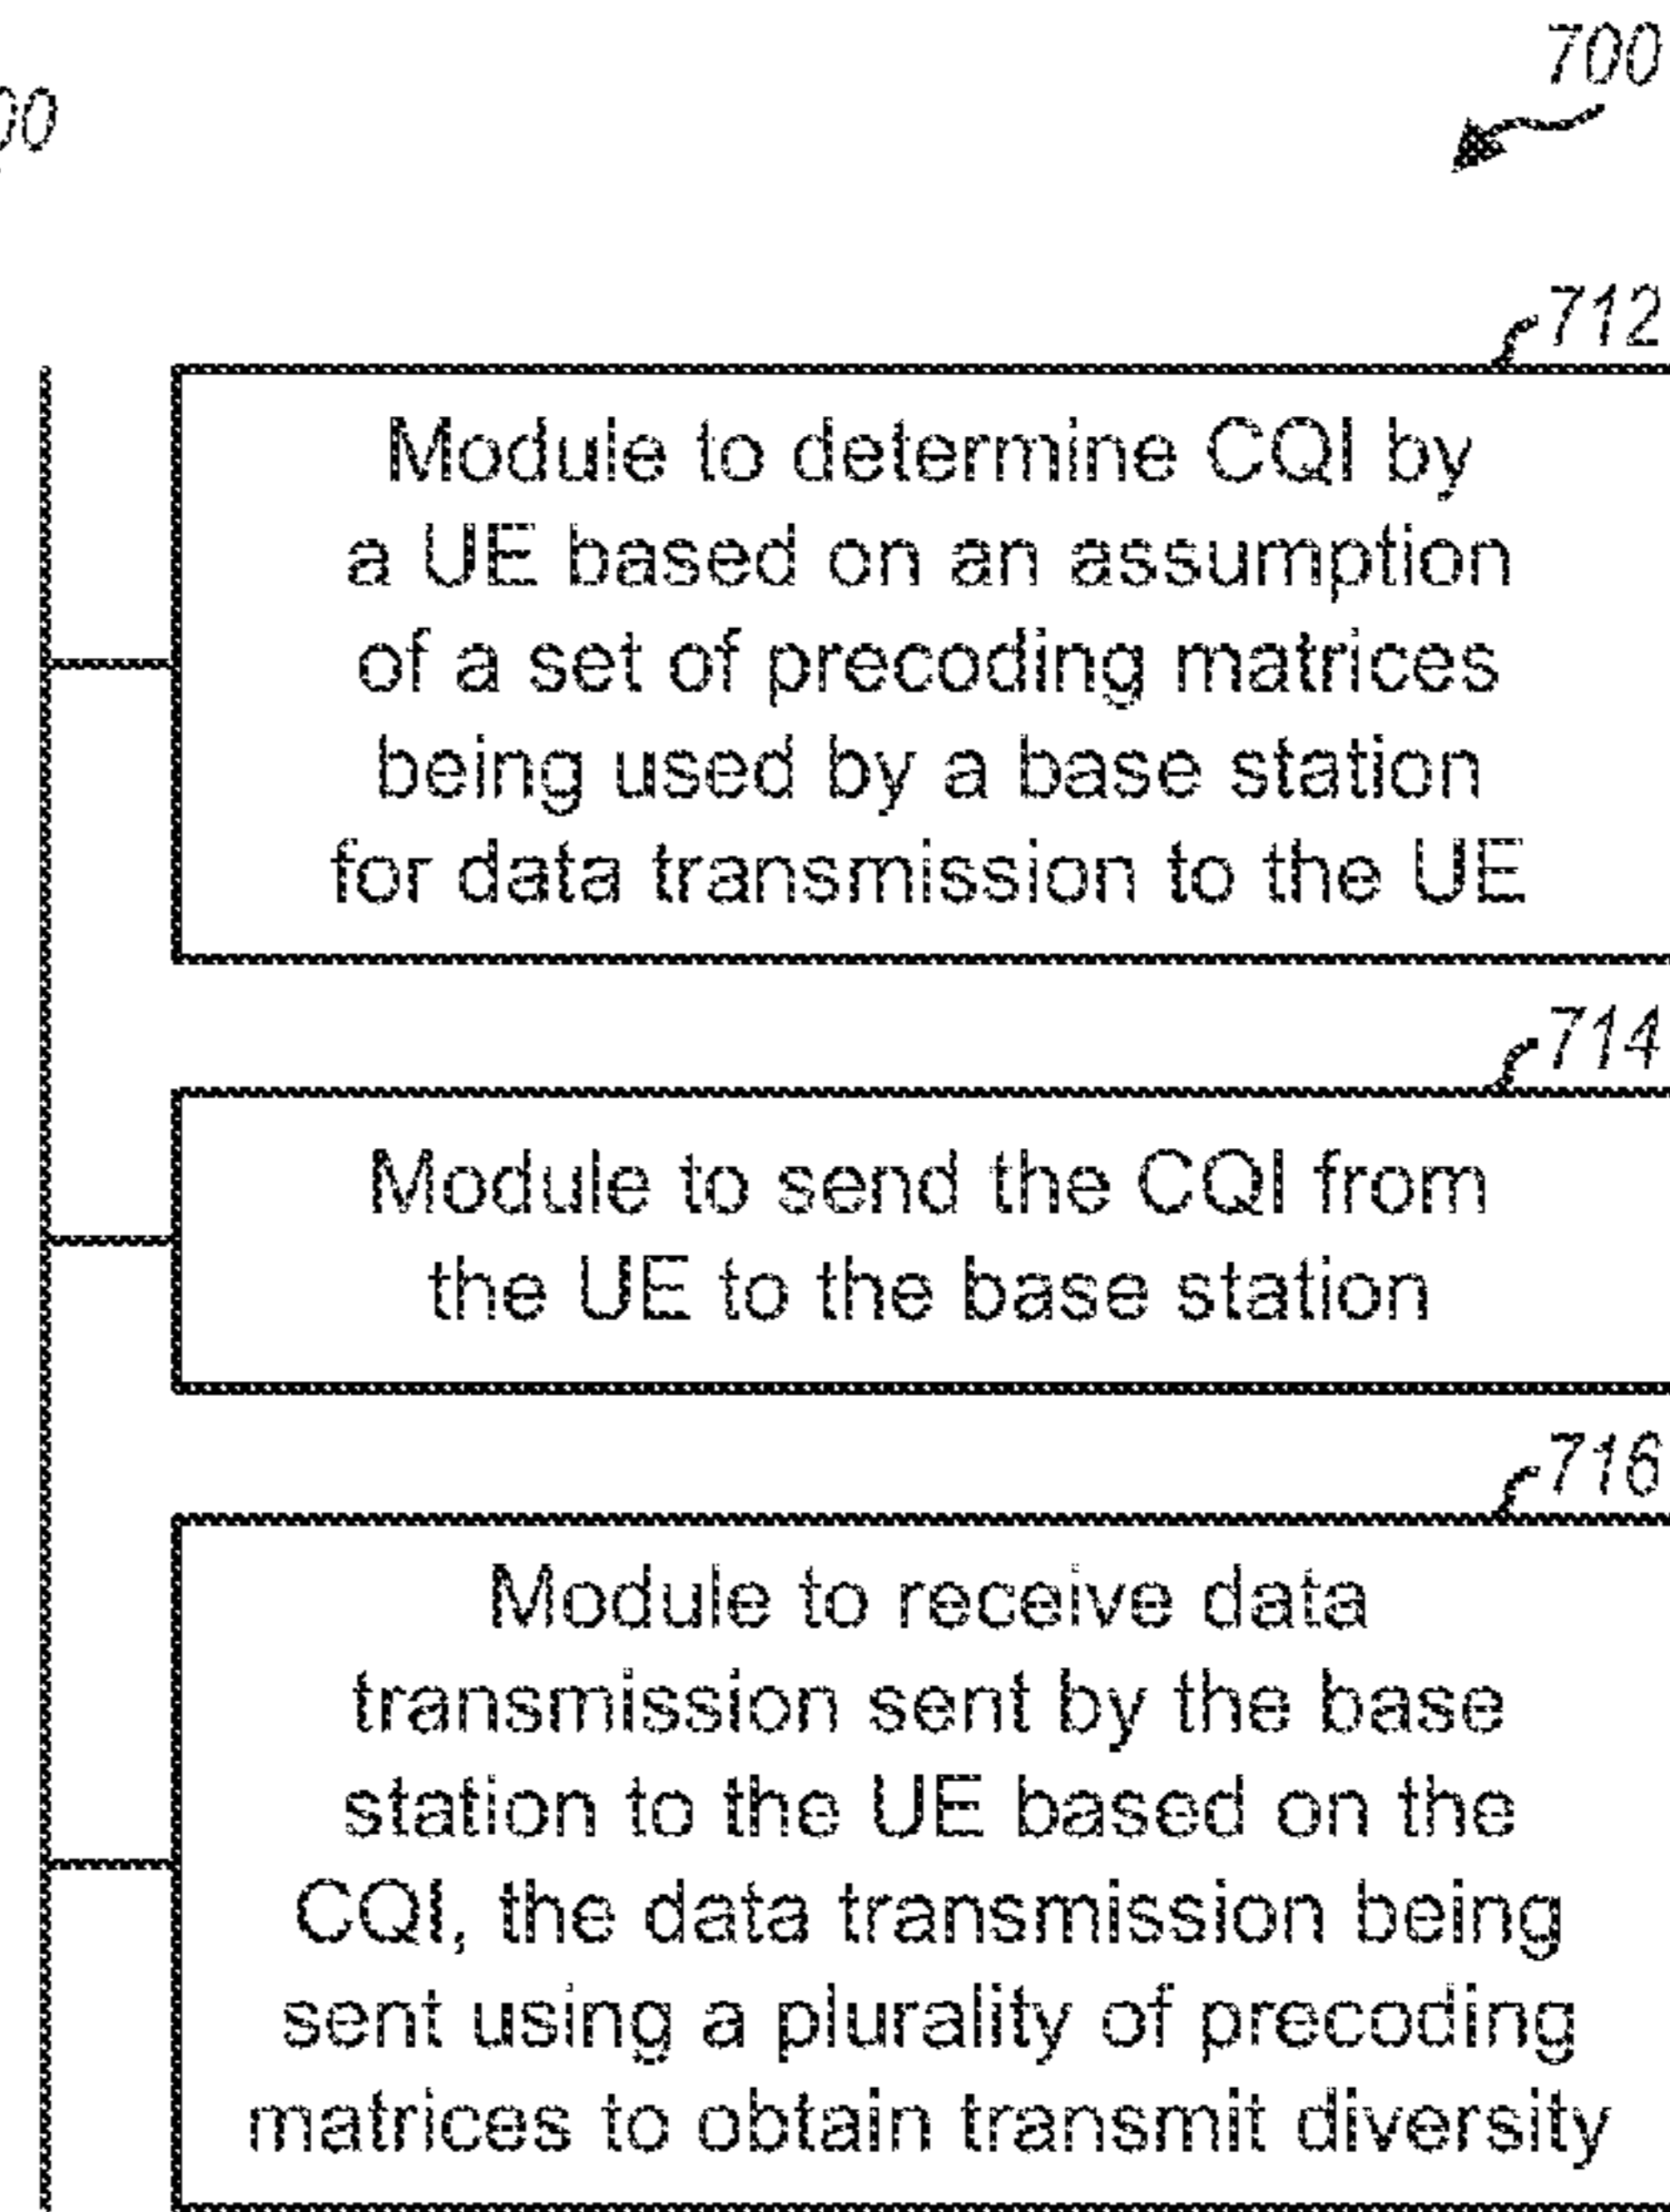 700
00
712
Module to determine CQI by
a UE based on an assumption
of a set of precoding matrices
being used by a base station
for data transmission to the UE
714
Module to send the CQI from
the UE to the base station
716
Module to receive data
transmission sent by the base
station to the UE based on the
CQI, the data transmission being
sent using a plurality of precoding
matrices to obtain transmit diversity